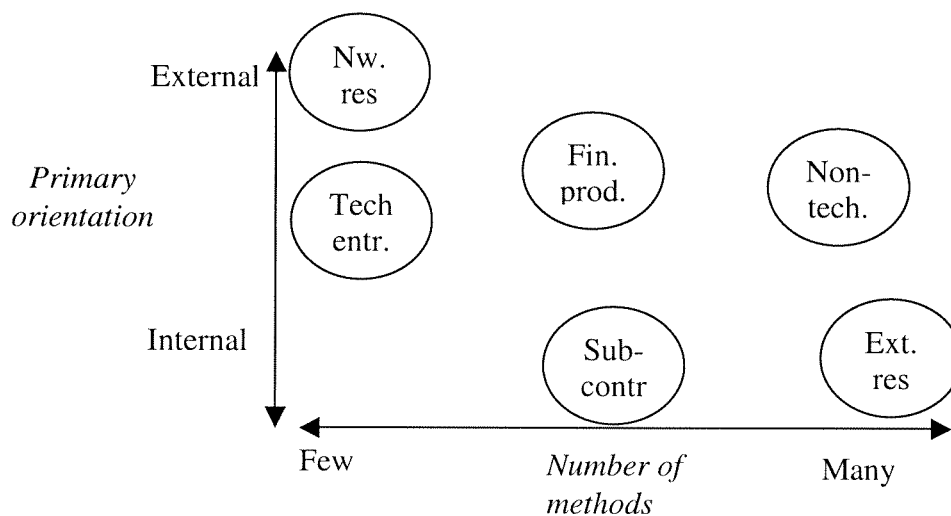 External
Nw.
res
Primary
orientation
Tech
entr.
Fin.
prod.
Non-
tech.
Internal
Sub-
contr
Ext.
res
Few
Number of
methods
Many